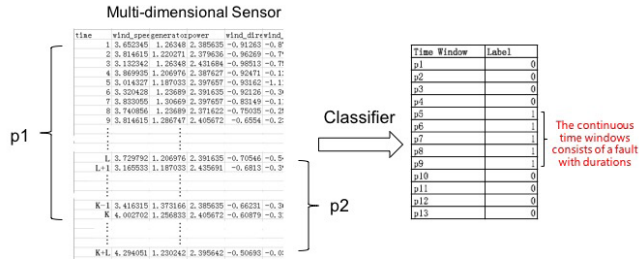 Multi-dimensional Sensor
time wind_spee generator power wind_dire wind_
1 3.652345 1.26348 2.385635 -0.91263
2 3.814615 1.220271 2.379636 -0.96269
3 3.132342 1.26348 2.431684 -0.98513
4 3.869935 1.206976 2.387627 -0.92471
5 3.014327 1.187033 2.397657 -0.93162
6 3.320428 1.23689 2.391635 -0.92126
7 3.833055 1.30669 2.397657 -0.83149
8 3.740856 1.23689 2.371622 -0.75035
9 3.814615 1.286747 2.405672 -0.6554
L 3.729792 1.206976 2.391635 -0.70546
L+1 3.165533 1.187033 2.435691 -0.6813
K-1 3.416315 1.373166 2.385635 -0.66231
K 4.002702 1.256833 2.405672 -0.60879
K+L 4.294051 1.230242 2.395642 -0.50693
p1
p2
Classifier
Time Window Label
p1 0
p2 0
p3 0
p4 0
p5 1
p6 1
p7 1
p8 1
p9 1
p10 0
p11 0
p12 0
p13 0
The continuous
time windows
consists of a fault
with durations